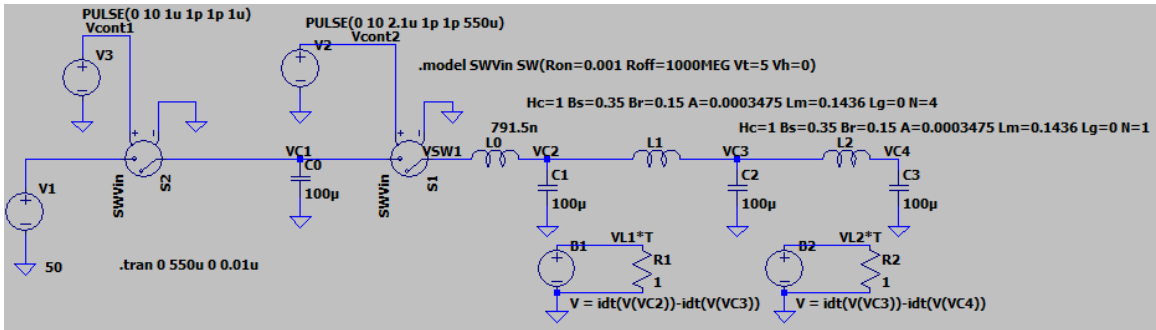 PULSE(0 10 1u 1p 1p 1u)
Vcont1
PULSE(0 10 2.1u 1p 1p 550u)
Vcont2
V3
V2
.model SWVin SW(Ron=0.001 Roff=1000MEG Vt=5 Vh=0)
Hc=1 Bs=0.35 Br=0.15 A=0.0003475 Lm=0.1436 Lg=0 N=4
791.5n
Hc=1 Bs=0.35 Br=0.15 A=0.0003475 Lm=0.1436 Lg=0 N=1
VC1
VSW1
L0
VC2
L1
VC3
L2
VC4
V1
SWVin
S2
C0
100µ
SWVin
S1
C1
100µ
C2
100µ
C3
100µ
50
.tran 0 550u 0 0.01u
VL1*T
B1
R1
1
V = idt(V(VC2))-idt(V(VC3))
VL2*T
B2
R2
1
V = idt(V(VC3))-idt(V(VC4))